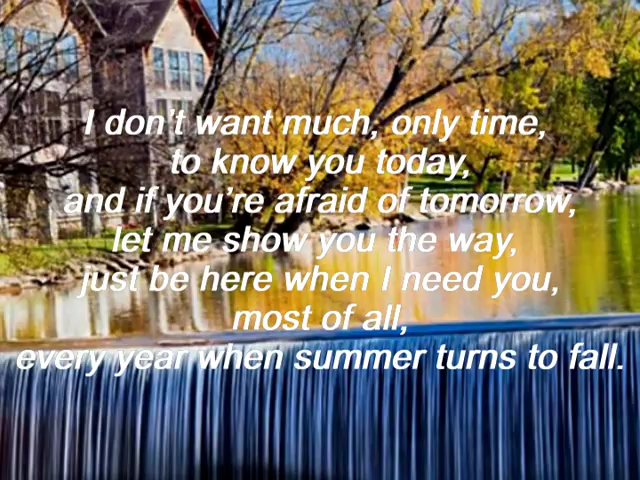 I don’t want much, only time,
to know you today,
and if you’re afraid of tomorrow,
let me show you the way,
just be here when I need you,
most of all,
every year when summer turns to fall.